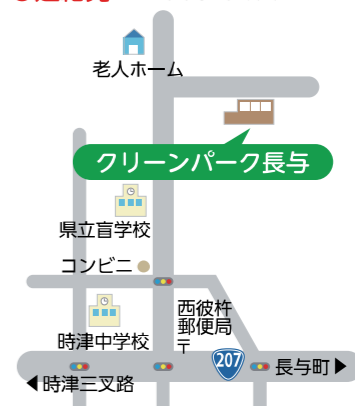 老人ホーム
クリーンパーク長与
県立盲学校
コンビニ
西彼杵
郵便局
〒
時津中学校
207
長与町▶
◀時津三叉路